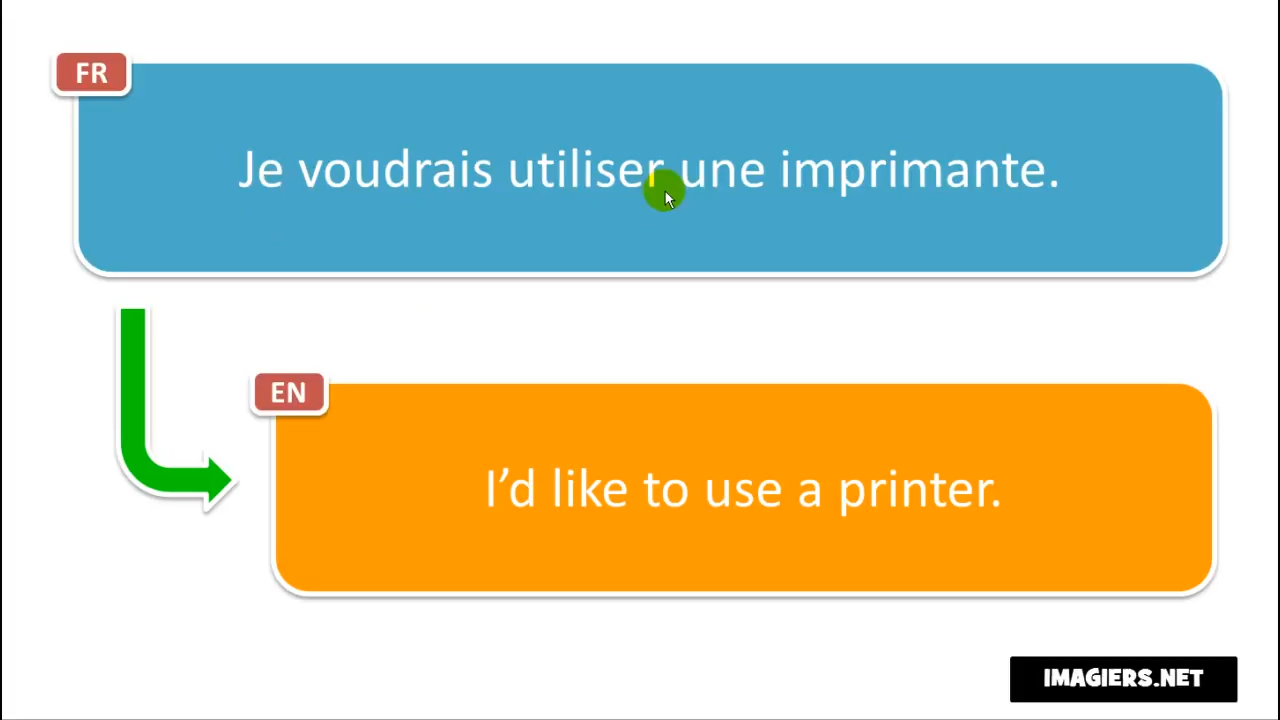 FR
Je voudrais utiliser une imprimante.
EN
I’d like to use a printer.
IMAGIERS.NET